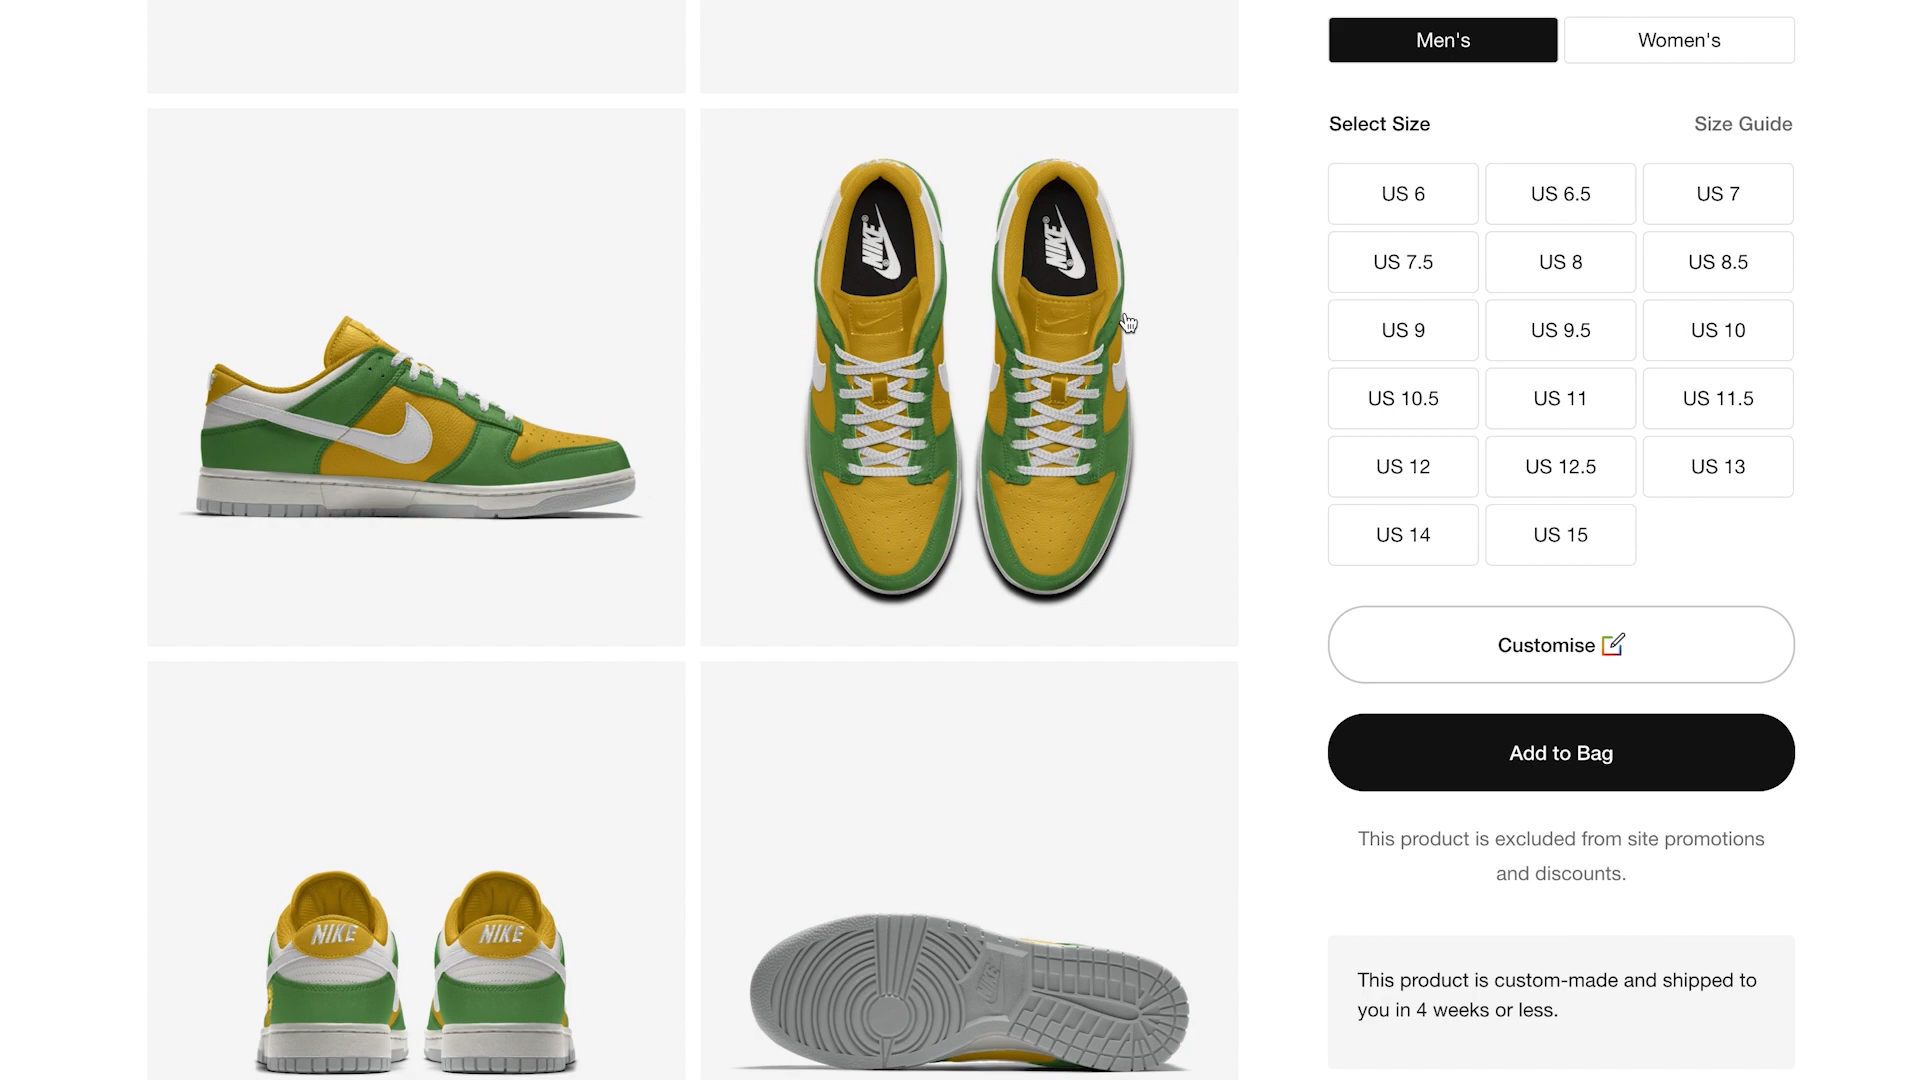 Men's
Women's
Select Size
Size Guide
US 6
US 6.5
US 7
US 7.5
US 8
US 8.5
US 9
US 9.5
US 10
US 10.5
US 11
US 11.5
US 12
US 12.5
US 13
US 14
US 15
Customise
Add to Bag
This product is excluded from site promotions
and discounts.
This product is custom-made and shipped to
you in 4 weeks or less.
NIKE
NIKE
NIKE
NIKE
NIKE